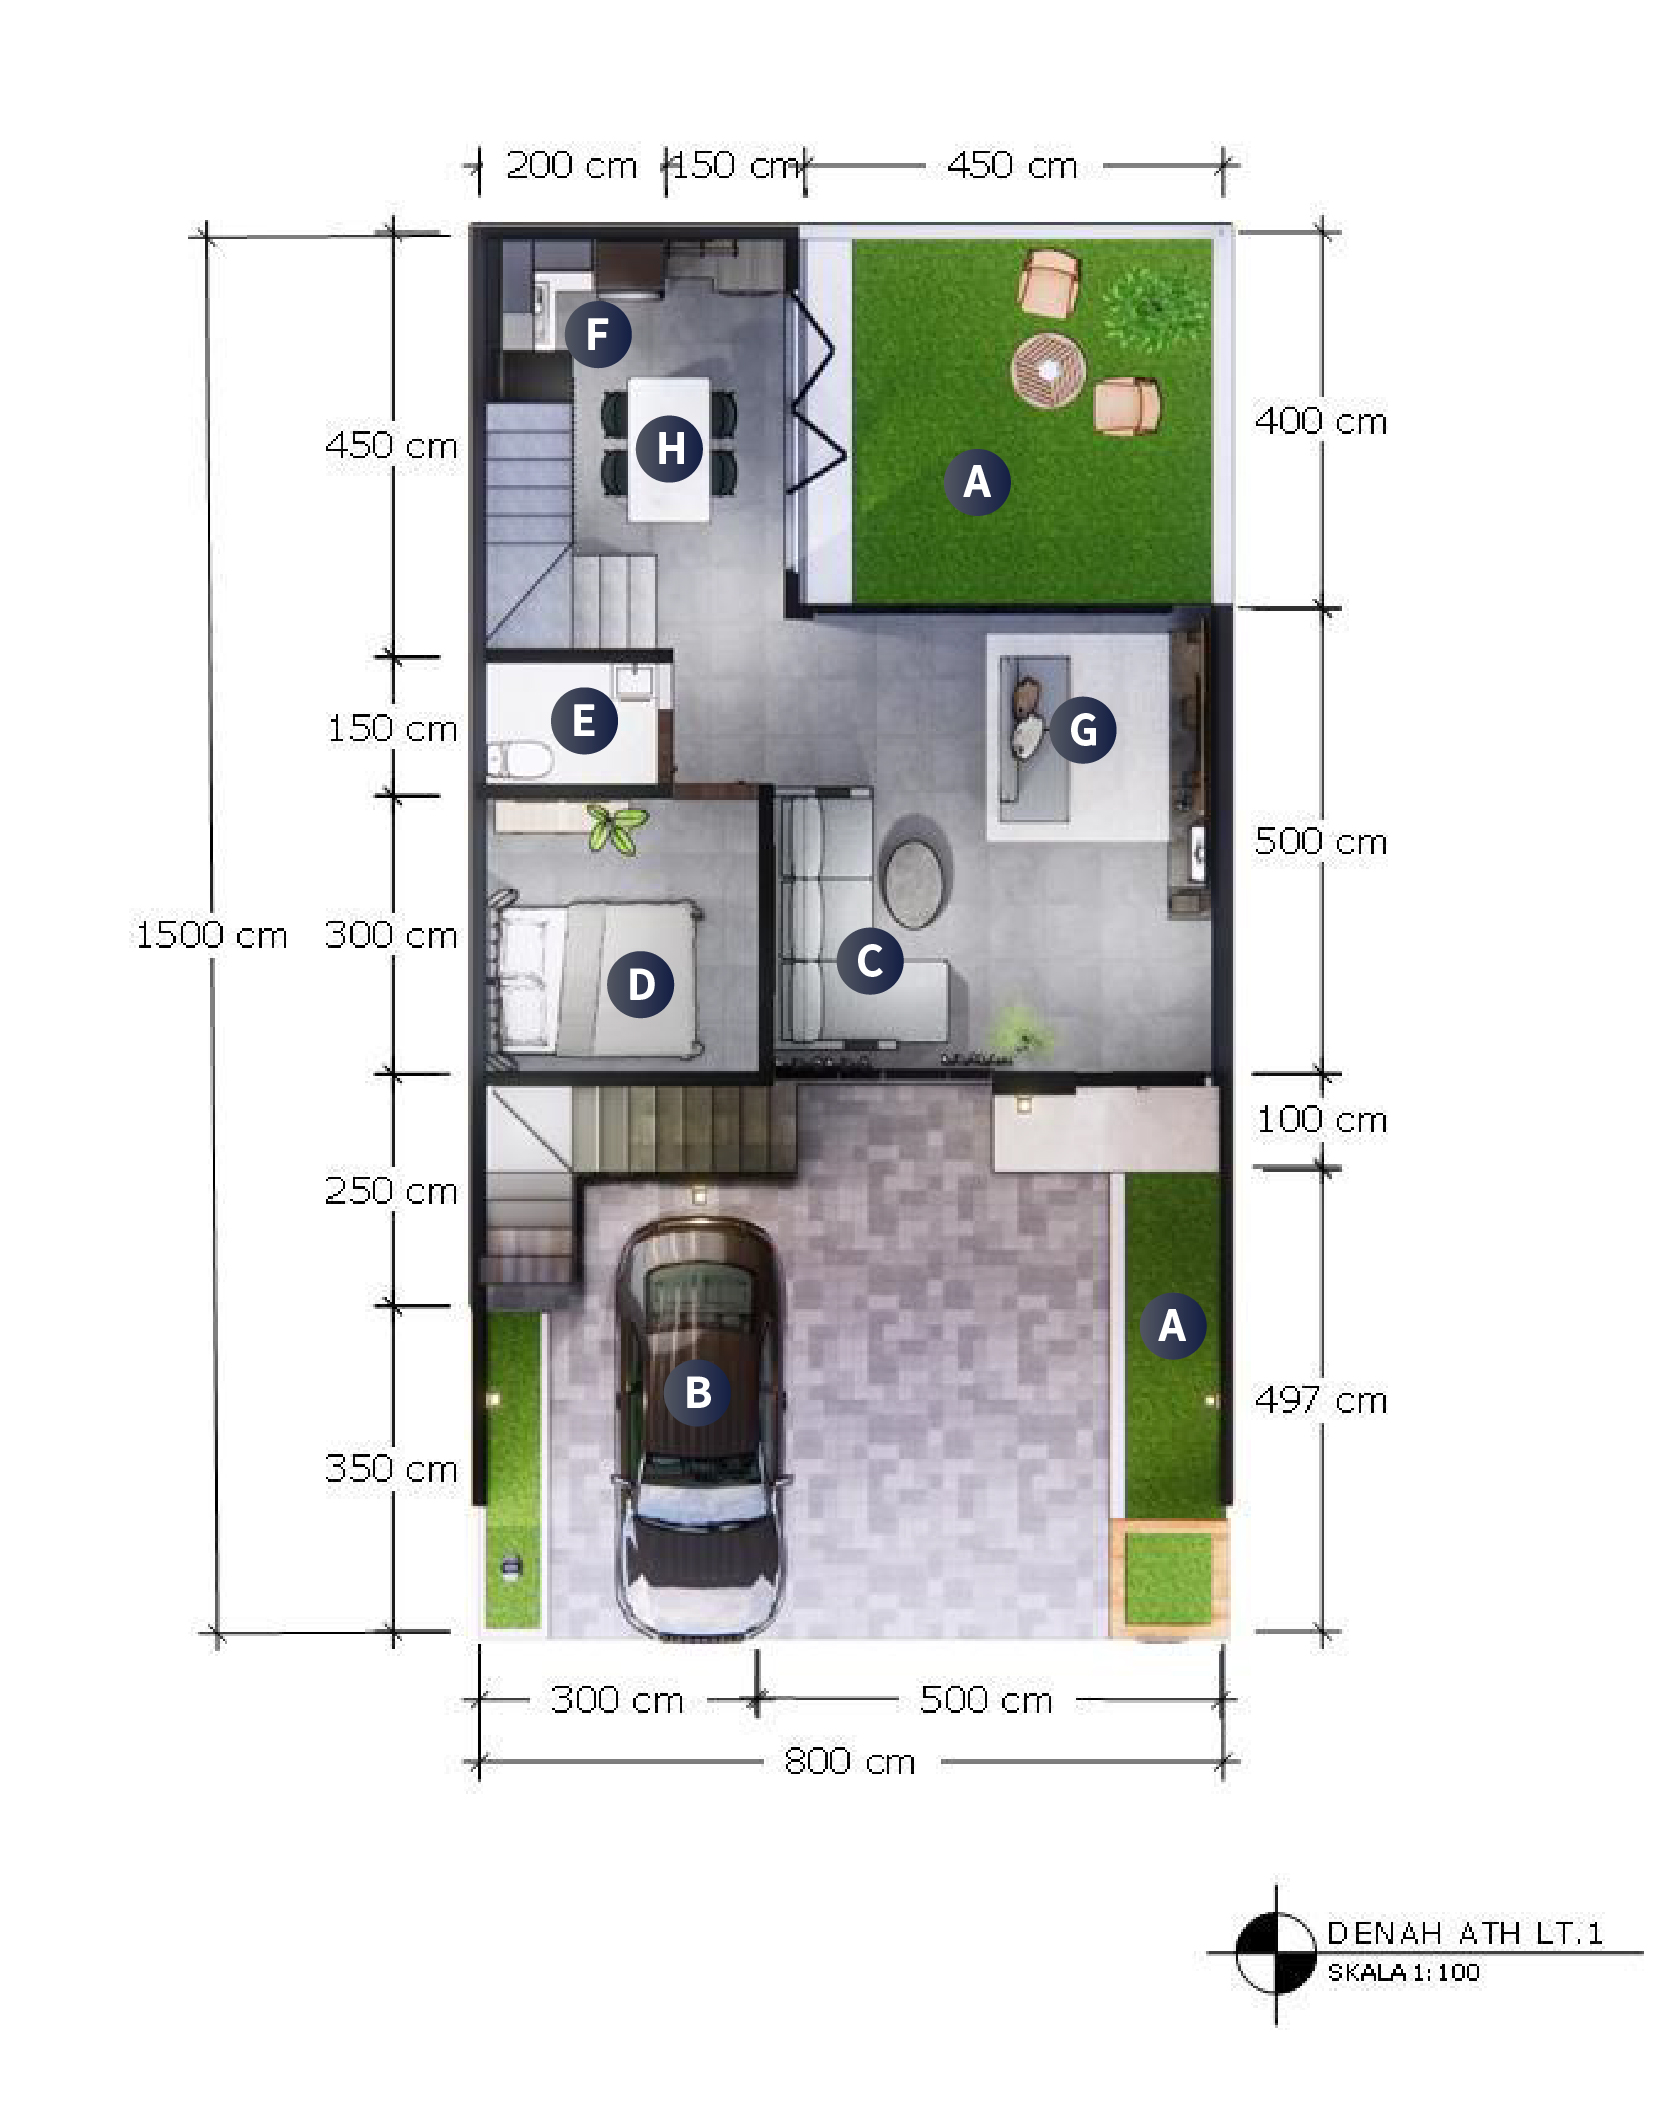 200 cm 150 cm 450 cm
F
H
A
450 cm
400 cm
E
G
150 cm
500 cm
1500 cm
300 cm
C
D
100 cm
250 cm
A
B
497 cm
350 cm
300 cm 500 cm
800 cm
DENAH ATH LT.1
SKALA 1:100